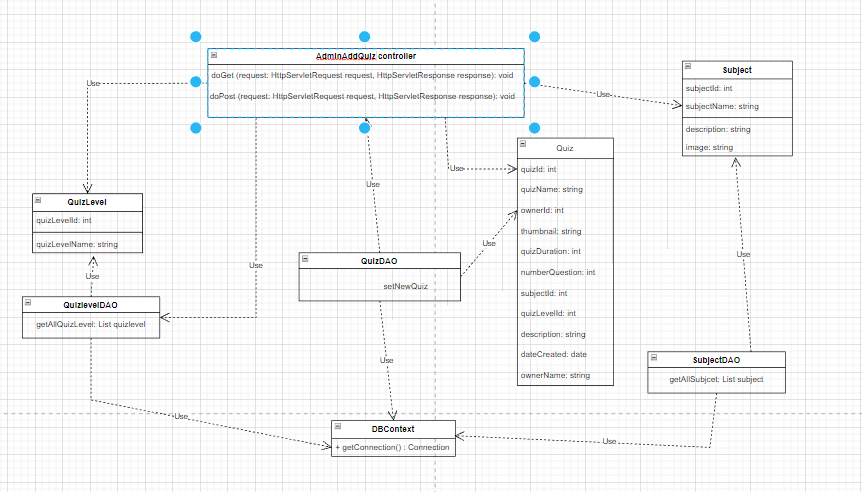 AdminAddQuiz controller
doGet (request: HttpServletRequest request, HttpServletResponse response): void
doPost (request: HttpServletRequest request, HttpServletResponse response): void
Use
Use
Subject
subjectId: int
subjectName: string
description: string
image: string
Use
Use
Quiz
quizId: int
quizName: string
ownerId: int
thumbnail: string
quizDuration: int
numberQuestion: int
subjectId: int
quizLevelId: int
description: string
dateCreated: date
ownerName: string
QuizLevel
quizLevelId: int
quizLevelName: string
Use
Use
Use
Use
QuizDAO
setNewQuiz
QuizlevelDAO
getAllQuizLevel: List quizlevel
Use
SubjectDAO
getAllSubjcet: List subject
Use
Use
DBContext
+ getConnection() : Connection